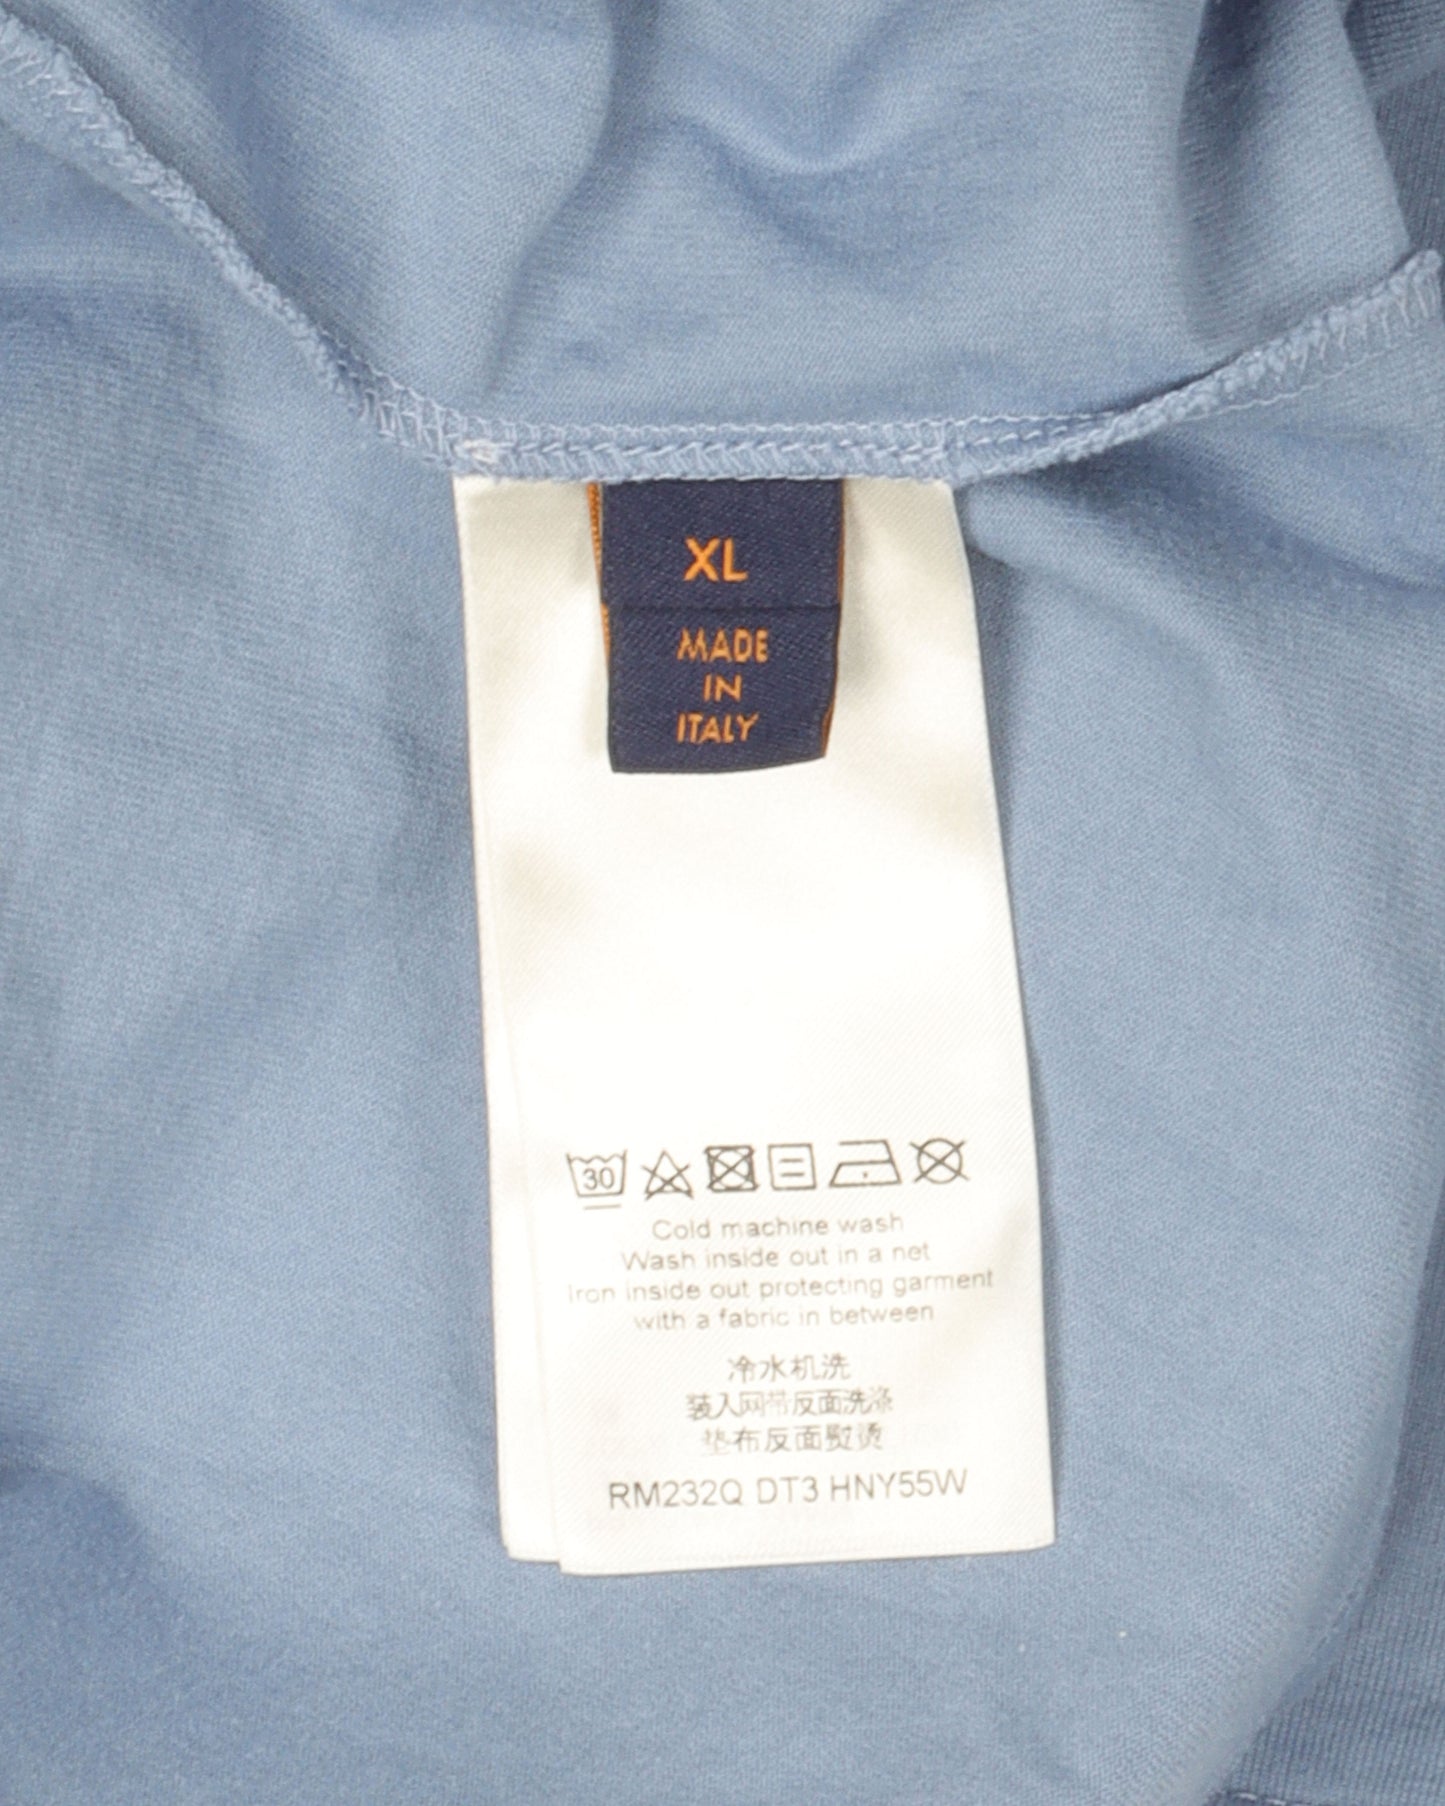 XL
MADE
IN
ITALY
30
Cold machine wash
Wash inside out in a net
Iron inside out protecting garment
with a fabric in between
冷水机洗
装入网带反面洗涤
垫布反面熨烫
RM232Q DT3 HNY55W